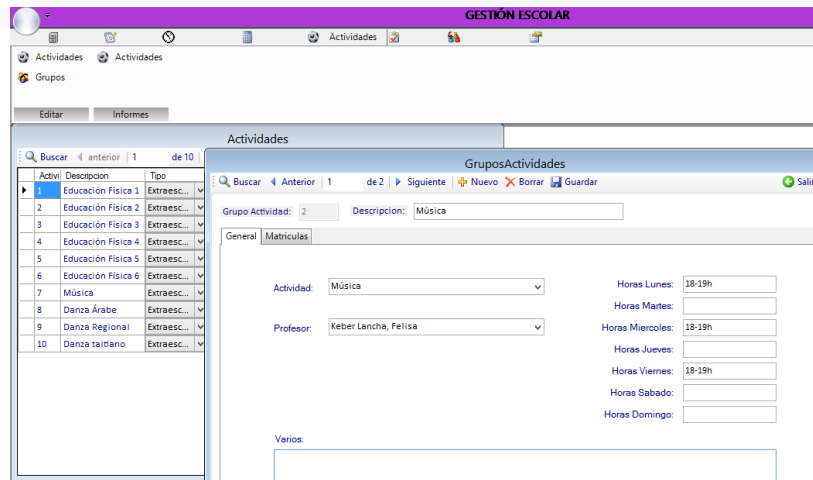 GESTIÓN ESCOLAR
Actividades
Actividades Actividades
Grupos
Editar Informes
Actividades
Buscar anterior 1 de 10
Activi Descripcion Tipo
1 Educación Física 1 Extraesc...
2 Educación Física 2 Extraesc...
3 Educación Física 3 Extraesc...
4 Educación Física 4 Extraesc...
5 Educación Física 5 Extraesc...
6 Educación Física 6 Extraesc...
7 Música Extraesc...
8 Danza Árabe Extraesc...
9 Danza Regional Extraesc...
10 Danza taitiano Extraesc...
GruposActividades
Buscar Anterior 1 de 2 Siguiente Nuevo Borrar Guardar Salir
Grupo Actividad: 2 Descripcion: Música
General Matriculas
Actividad: Música Horas Lunes: 18-19h
Horas Martes:
Profesor: Keber Lancha, Felisa Horas Miercoles: 18-19h
Horas Jueves:
Horas Viernes: 18-19h
Horas Sabado:
Horas Domingo:
Varios: